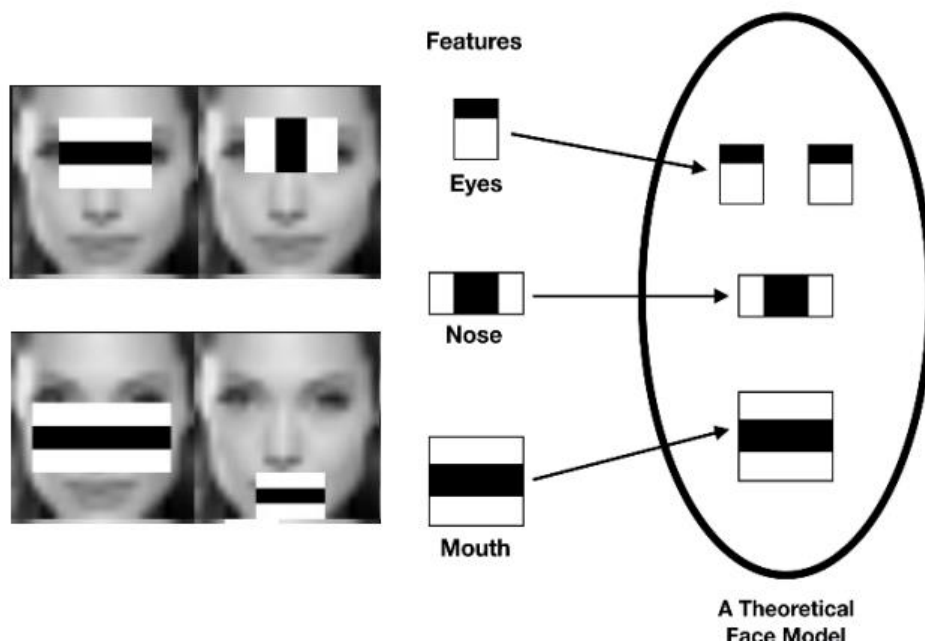 Features
Eyes
Nose
Mouth
A Theoretical
Face Model